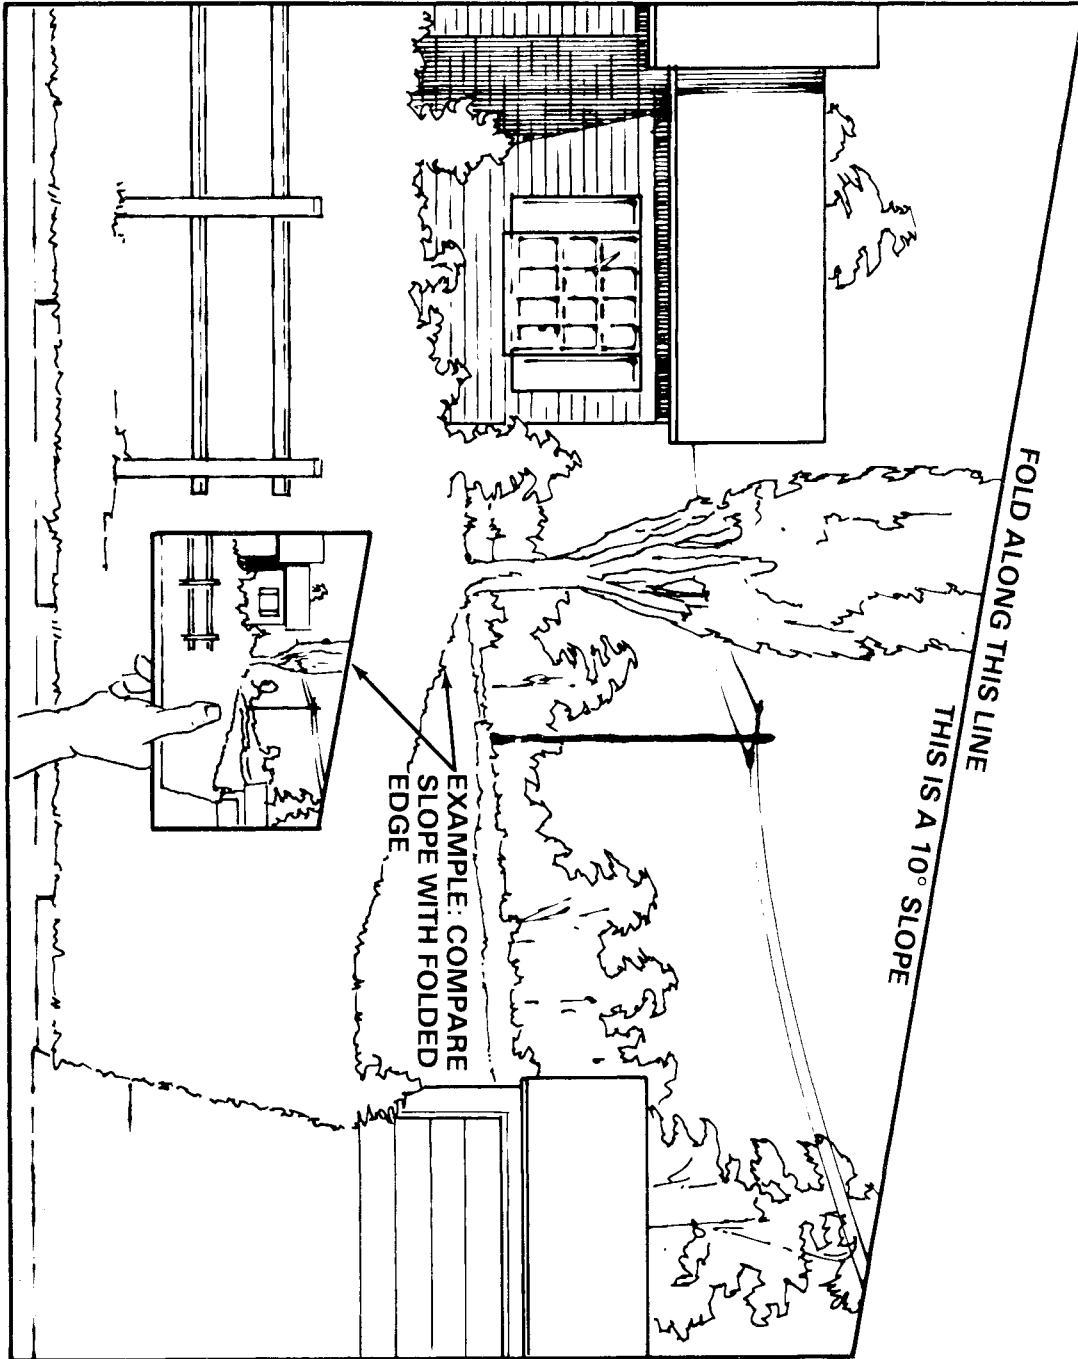 FOLD ALONG THIS LINE
THIS IS A 10° SLOPE
EXAMPLE: COMPARE
SLOPE WITH FOLDED
EDGE